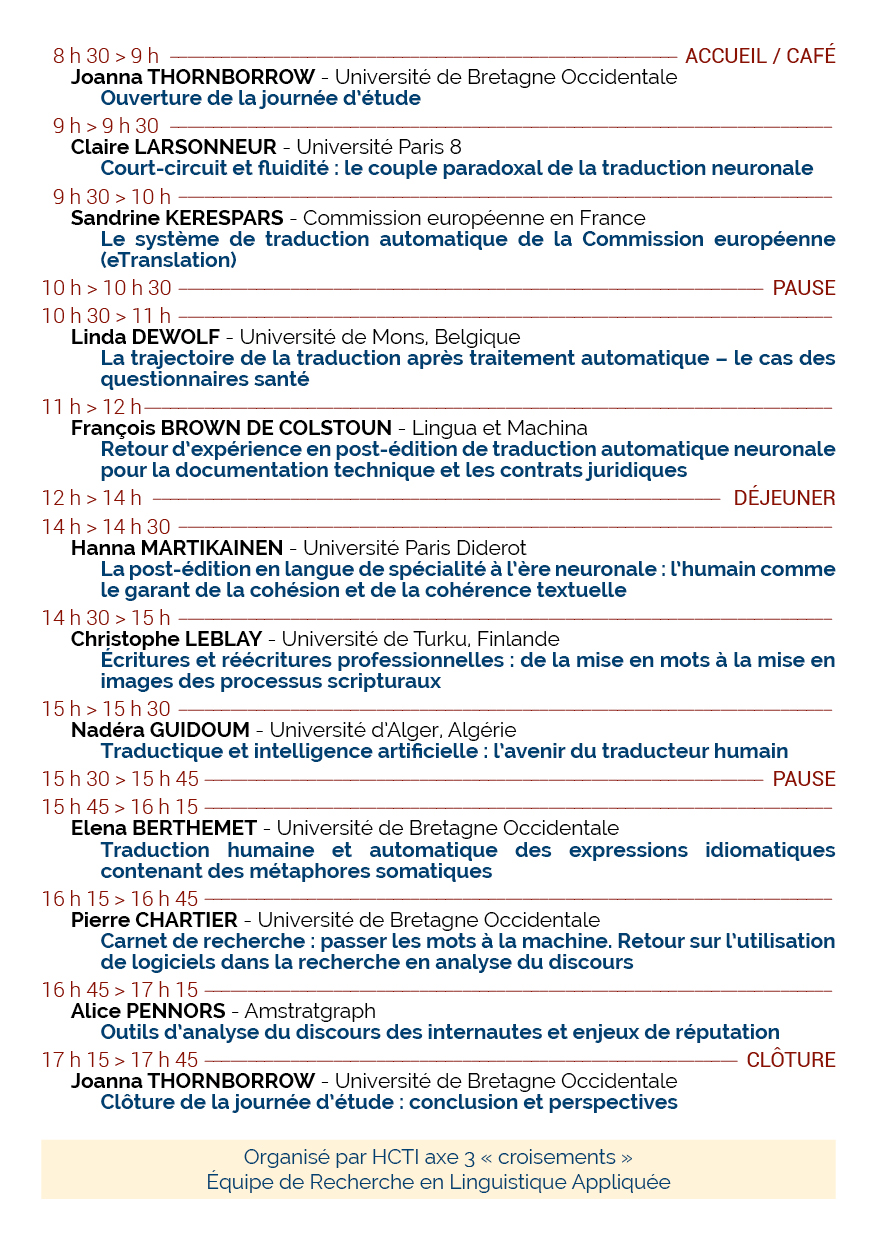 8 h 30 > 9 h ACCUEIL / CAFÉ
Joanna THORNBORROW - Université de Bretagne Occidentale
Ouverture de la journée d'étude
9 h > 9 h 30
Claire LARSONNEUR - Université Paris 8
Court-circuit et fluidité : le couple paradoxal de la traduction neuronale
9 h 30 > 10 h
Sandrine KERESPARS - Commission européenne en France
Le système de traduction automatique de la Commission européenne
(eTranslation)
10 h > 10 h 30 PAUSE
10 h 30 > 11 h
Linda DEWOLF - Université de Mons, Belgique
La trajectoire de la traduction après traitement automatique – le cas des
questionnaires santé
11 h > 12 h
François BROWN DE COLSTOUN - Lingua et Machina
Retour d'expérience en post-édition de traduction automatique neuronale
pour la documentation technique et les contrats juridiques
12 h > 14 h DÉJEUNER
14 h > 14 h 30
Hanna MARTIKAINEN - Université Paris Diderot
La post-édition en langue de spécialité à l'ère neuronale : l'humain comme
le garant de la cohésion et de la cohérence textuelle
14 h 30 > 15 h
Christophe LEBLAY - Université de Turku, Finlande
Écritures et réécritures professionnelles : de la mise en mots à la mise en
images des processus scripturaux
15 h > 15 h 30
Nadéra GUIDOUM - Université d'Alger, Algérie
Traductique et intelligence artificielle : l'avenir du traducteur humain
15 h 30 > 15 h 45 PAUSE
15 h 45 > 16 h 15
Elena BERTHEMET - Université de Bretagne Occidentale
Traduction humaine et automatique des expressions idiomatiques
contenant des métaphores somatiques
16 h 15 > 16 h 45
Pierre CHARTIER - Université de Bretagne Occidentale
Carnet de recherche : passer les mots à la machine. Retour sur l'utilisation
de logiciels dans la recherche en analyse du discours
16 h 45 > 17 h 15
Alice PENNORS - Amstratgraph
Outils d'analyse du discours des internautes et enjeux de réputation
17 h 15 > 17 h 45 CLÔTURE
Joanna THORNBORROW - Université de Bretagne Occidentale
Clôture de la journée d'étude : conclusion et perspectives
Organisé par HCTI axe 3 « croisements »
Équipe de Recherche en Linguistique Appliquée